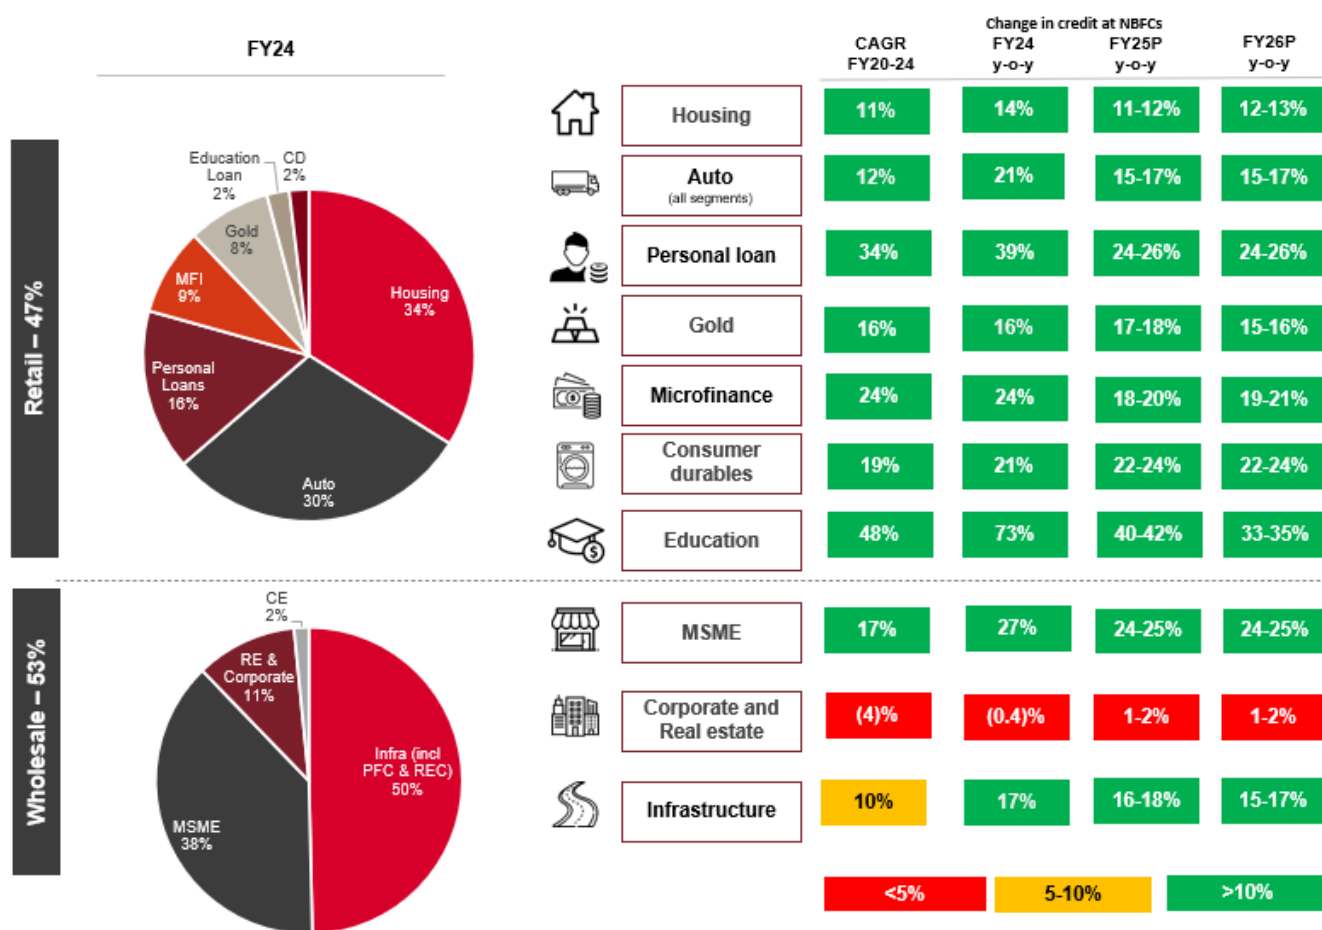 FY24
Change in credit at NBFCs
CAGR
FY20-24
FY24
y-o-y
FY25P
y-o-y
FY26P
y-o-y
Retail – 47%
Education
Loan
2%
CD
2%
Gold
8%
MFI
9%
Personal
Loans
16%
Auto
30%
Housing
34%
Housing
11%
14%
11-12%
12-13%
Auto
(all segments)
12%
21%
15-17%
15-17%
Personal loan
34%
39%
24-26%
24-26%
Gold
16%
16%
17-18%
15-16%
Microfinance
24%
24%
18-20%
19-21%
Consumer
durables
19%
21%
22-24%
22-24%
$
Education
48%
73%
40-42%
33-35%
Wholesale – 53%
CE
2%
RE &
Corporate
11%
Infra (incl
PFC & REC)
50%
MSME
38%
MSME
17%
27%
24-25%
24-25%
Corporate and
Real estate
(4)%
(0.4)%
1-2%
1-2%
Infrastructure
10%
17%
16-18%
15-17%
<5%
5-10%
>10%